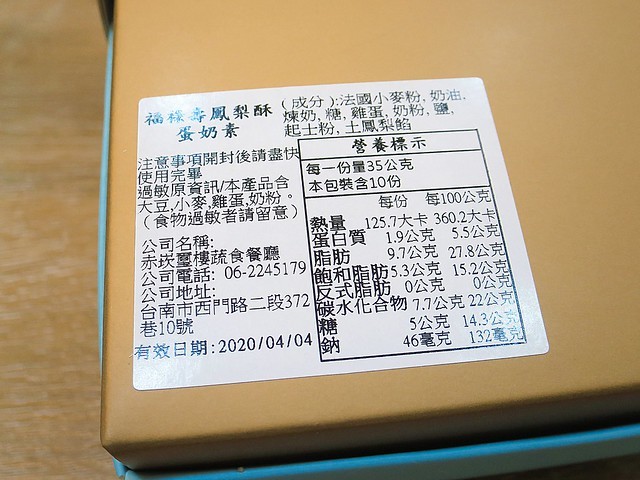 福祿壽鳳梨酥
蛋奶素
(成分):法國小麥粉, 奶油,
煉奶, 糖, 雞蛋, 奶粉, 鹽,
起士粉, 土鳳梨餡
注意事項開封後請盡快
使用完畢
過敏原資訊/本產品含
大豆,小麥,雞蛋,奶粉。
(食物過敏者請留意)
公司名稱:
赤崁璽樓蔬食餐廳
公司電話: 06-2245179
公司地址:
台南市西門路二段372
巷10號
有效日期:2020/04/04
營養標示
每一份量35公克
本包裝含10份
每份 每100公克
熱量 125.7大卡 360.2大卡
蛋白質 1.9公克 5.5公克
脂肪 9.7公克 27.8公克
飽和脂肪5.3公克 15.2公克
反式脂肪 0公克 0公克
碳水化合物 7.7公克 22公克
糖 5公克 14.3公克
鈉 46毫克 132毫克